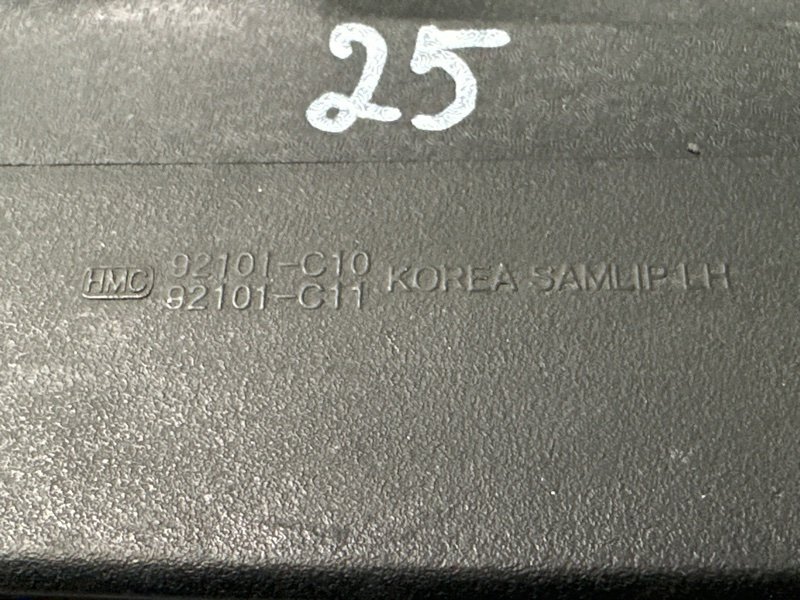 25
HMC 92101-C10 KOREA SAMLIP LH
92101-C11